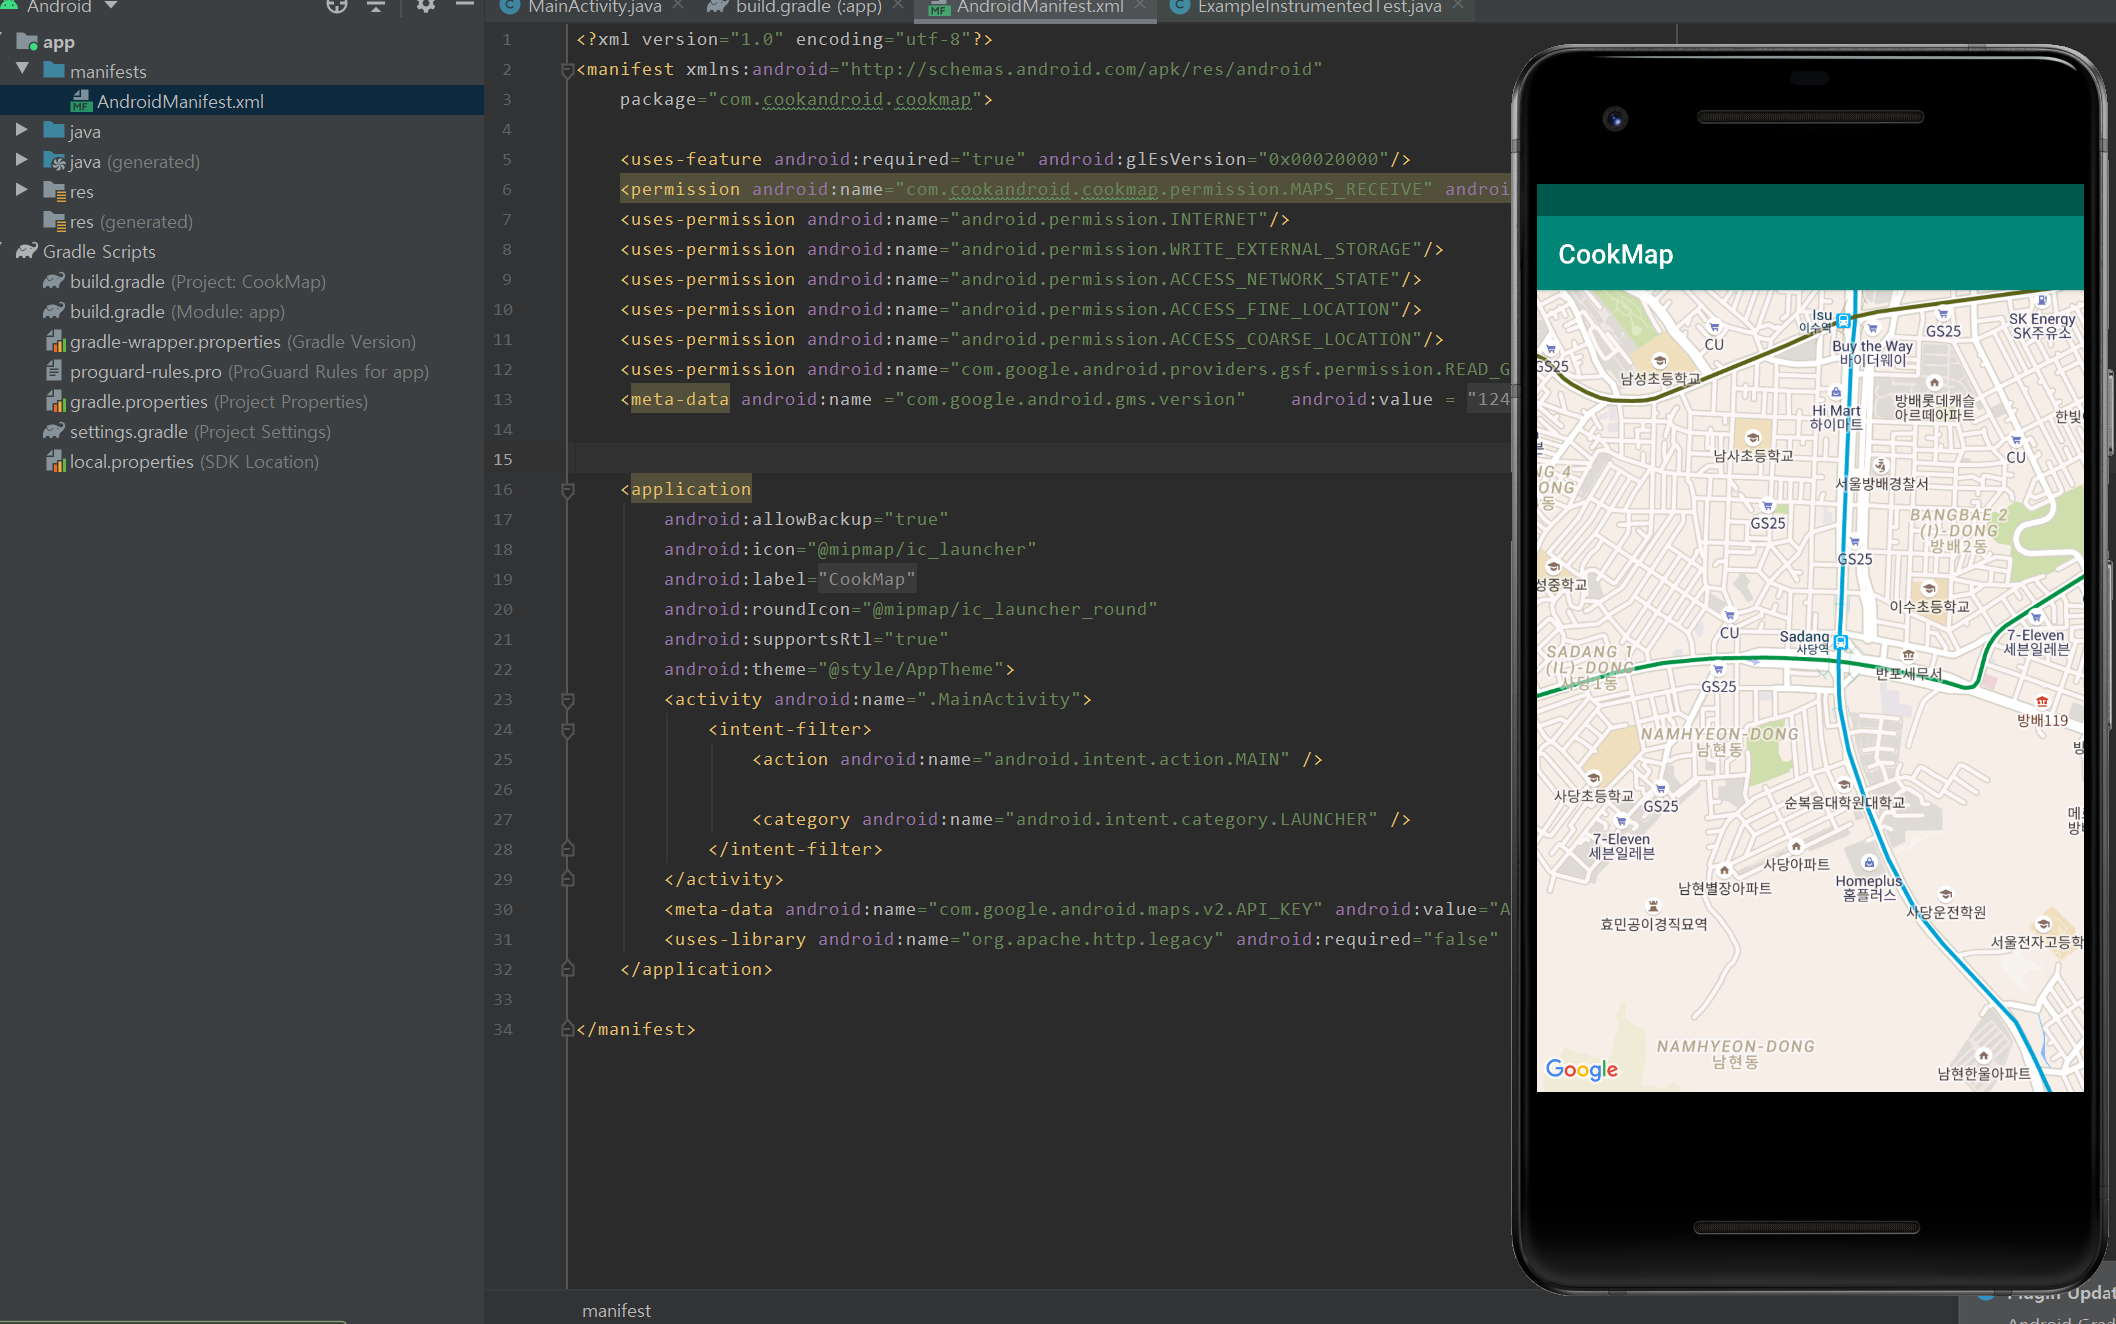 Android
app
manifests
AndroidManifest.xml
java
java (generated)
res
res (generated)
Gradle Scripts
build.gradle (Project: CookMap)
build.gradle (Module: app)
gradle-wrapper.properties (Gradle Version)
proguard-rules.pro (ProGuard Rules for app)
gradle.properties (Project Properties)
settings.gradle (Project Settings)
local.properties (SDK Location)
MainActivity.java
build.gradle (:app)
AndroidManifest.xml
ExampleInstrumentedTest.java
1 <?xml version="1.0" encoding="utf-8"?>
2 <manifest xmlns:android="http://schemas.android.com/apk/res/android"
3 package="com.cookandroid.cookmap">
4
5 <uses-feature android:required="true" android:glEsVersion="0x00020000"/>
6 <permission android:name="com.cookandroid.cookmap.permission.MAPS_RECEIVE" androi
7 <uses-permission android:name="android.permission.INTERNET"/>
8 <uses-permission android:name="android.permission.WRITE_EXTERNAL_STORAGE"/>
9 <uses-permission android:name="android.permission.ACCESS_NETWORK_STATE"/>
10 <uses-permission android:name="android.permission.ACCESS_FINE_LOCATION"/>
11 <uses-permission android:name="android.permission.ACCESS_COARSE_LOCATION"/>
12 <uses-permission android:name="com.google.android.providers.gsf.permission.READ_G
13 <meta-data android:name ="com.google.android.gms.version" android:value = "124
14
15
16 <application
17 android:allowBackup="true"
18 android:icon="@mipmap/ic_launcher"
19 android:label="CookMap"
20 android:roundIcon="@mipmap/ic_launcher_round"
21 android:supportsRtl="true"
22 android:theme="@style/AppTheme">
23 <activity android:name=".MainActivity">
24 <intent-filter>
25 <action android:name="android.intent.action.MAIN" />
26
27 <category android:name="android.intent.category.LAUNCHER" />
28 </intent-filter>
29 </activity>
30 <meta-data android:name="com.google.android.maps.v2.API_KEY" android:value="A
31 <uses-library android:name="org.apache.http.legacy" android:required="false"
32 </application>
33
34 </manifest>
manifest
CookMap
Isu
이수역
CU
GS25
SK Energy
SK주유소
Buy the Way
바이더웨이
GS25
남성초등학교
방배롯데캐슬
아르떼아파트
Hi Mart
하이마트
한빛
남사초등학교
CU
NG 4
ONG
동
서울방배경찰서
GS25
BANGBAE 2
(I)-DONG
방배2동
GS25
성중학교
이수초등학교
CU
Sadang
사당역
7-Eleven
세븐일레븐
SADANG 1
(IL)-DONG
사당1동
반포세무서
GS25
방배119
NAMHYEON-DONG
남현동
사당초등학교
GS25
순복음대학원대학교
메
방
7-Eleven
세븐일레븐
사당아파트
Homeplus
홈플러스
남현별장아파트
사당운전학원
효민공이경직묘역
서울전자고등학
NAMHYEON-DONG
남현동
Google
남현한울아파트
Plugin Updat